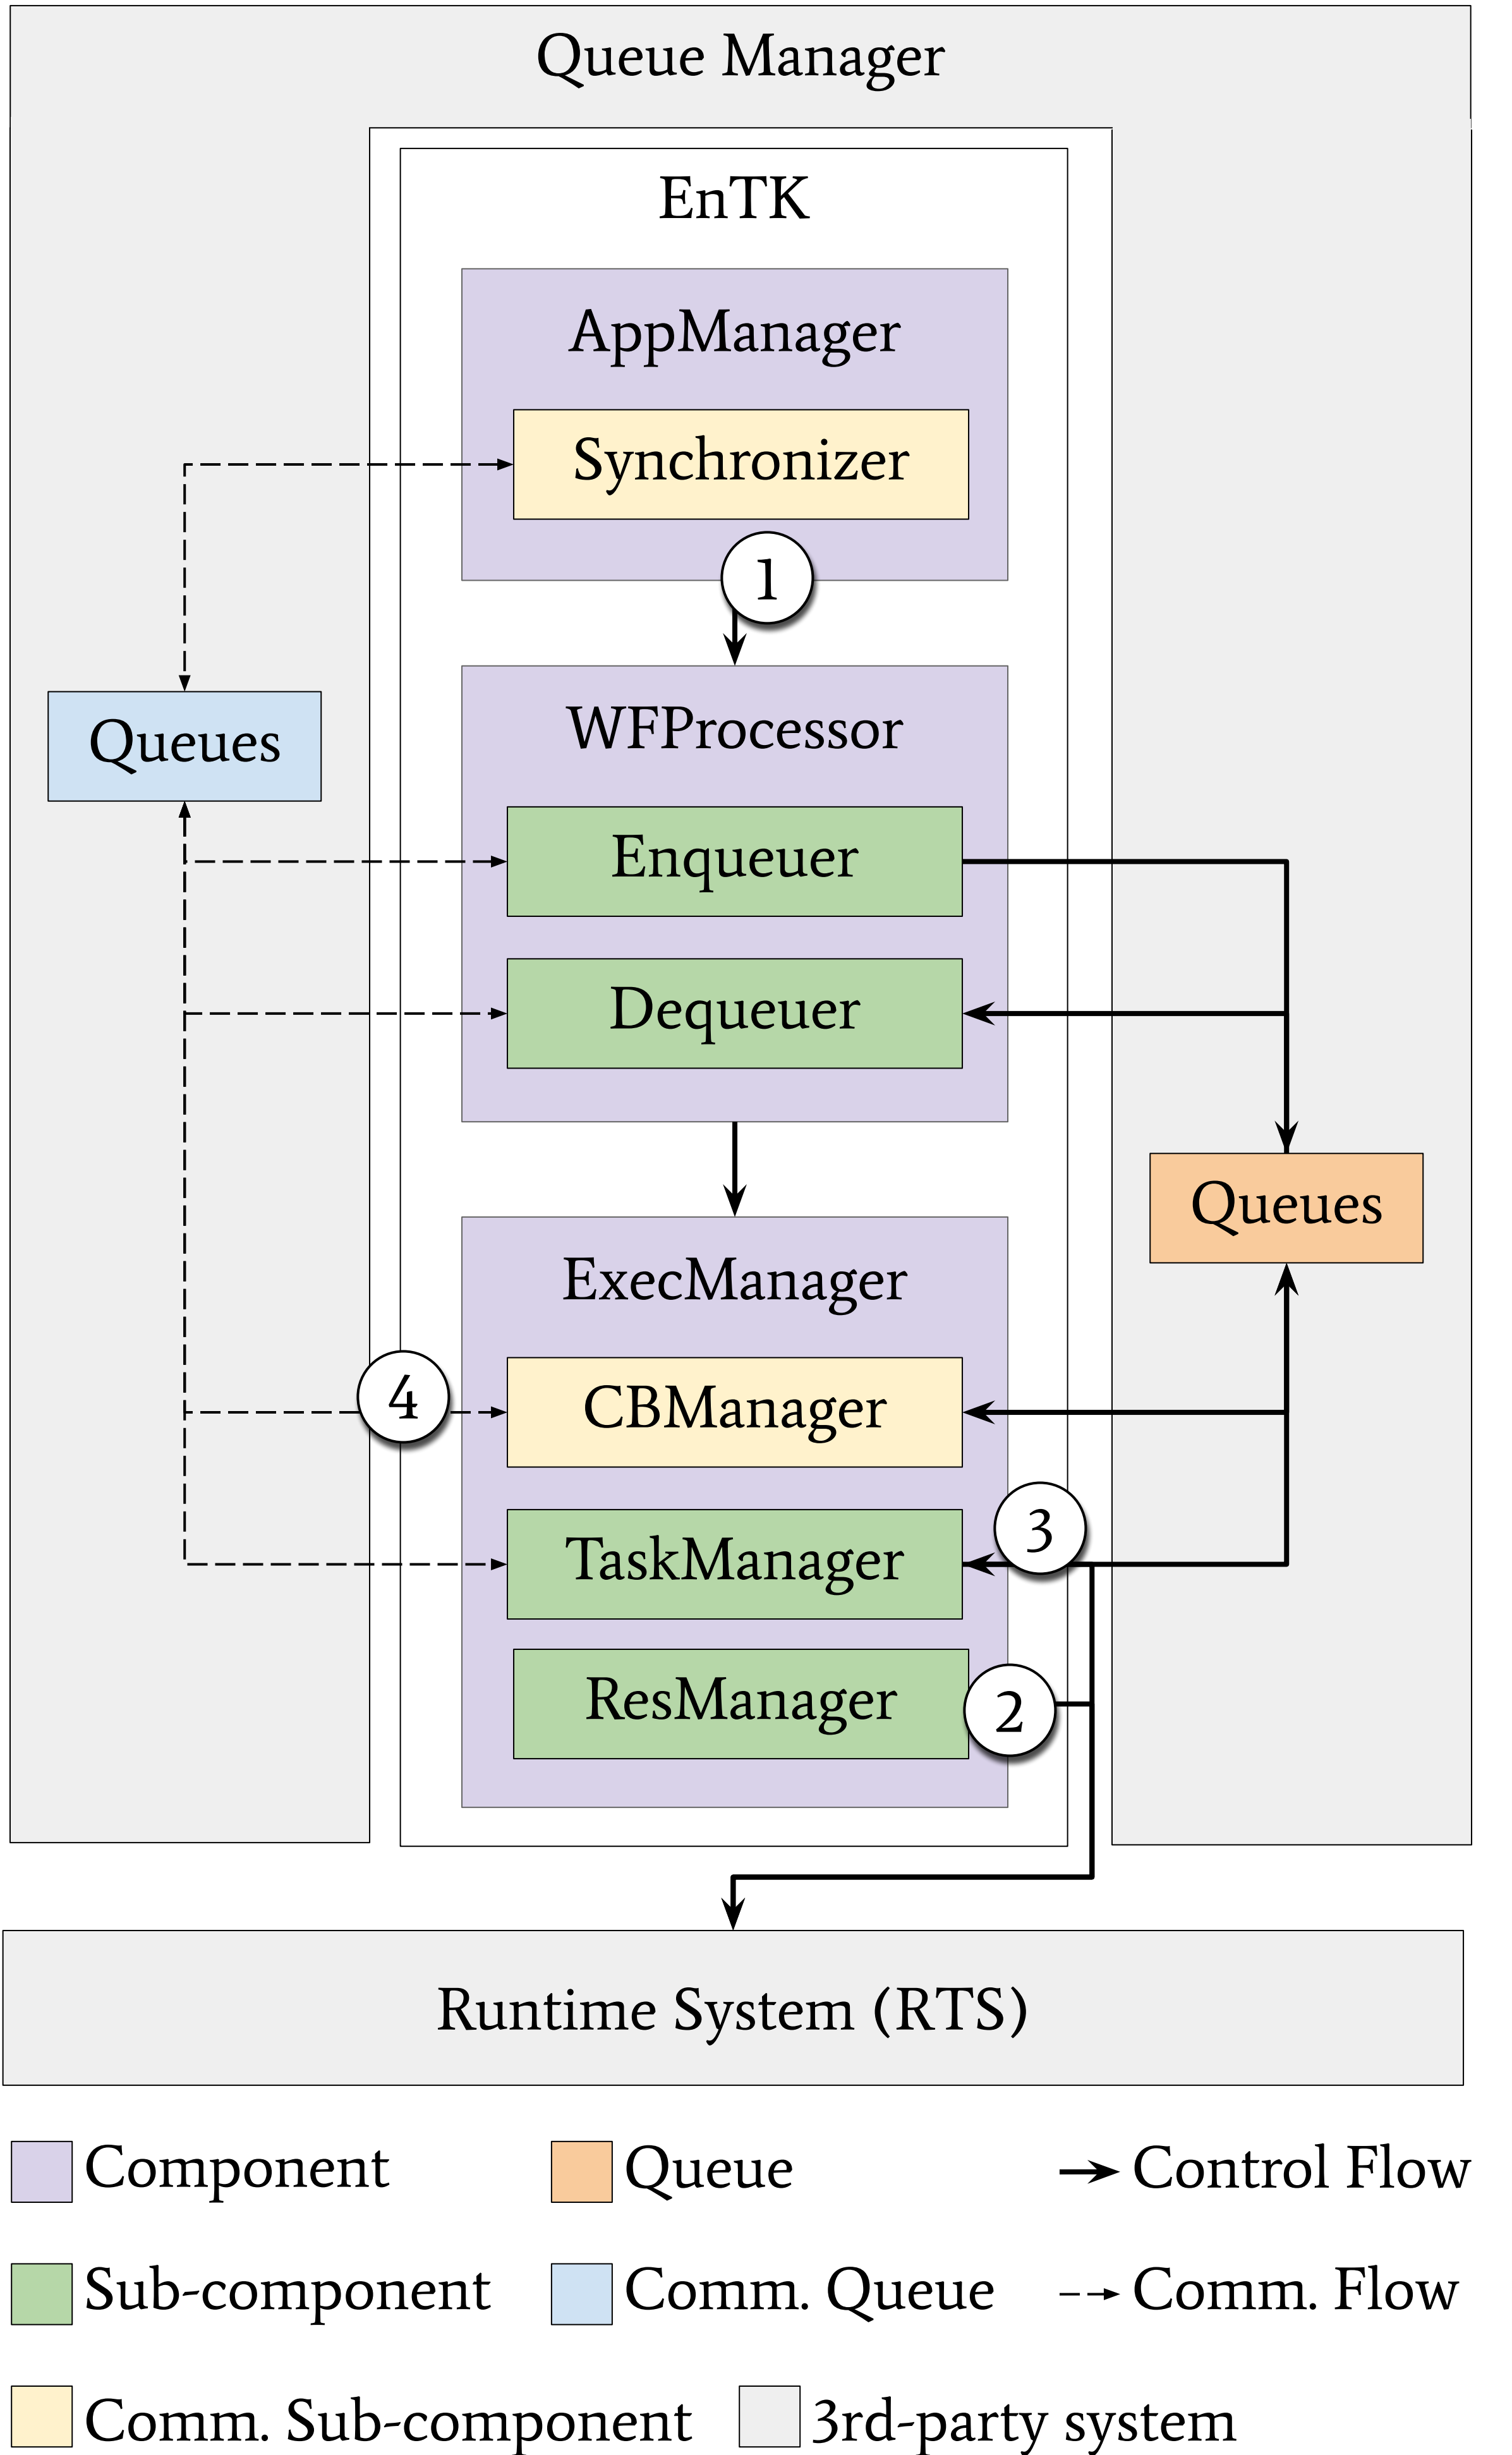 Queue Manager
EnTK
AppManager
Synchronizer
1
WFProcessor
Queues
Enqueuer
Dequeuer
Queues
ExecManager
4
CBManager
3
TaskManager
ResManager
2
Runtime System (RTS)
Component
Queue
Control Flow
Sub-component
Comm. Queue
Comm. Flow
Comm. Sub-component
3rd-party system